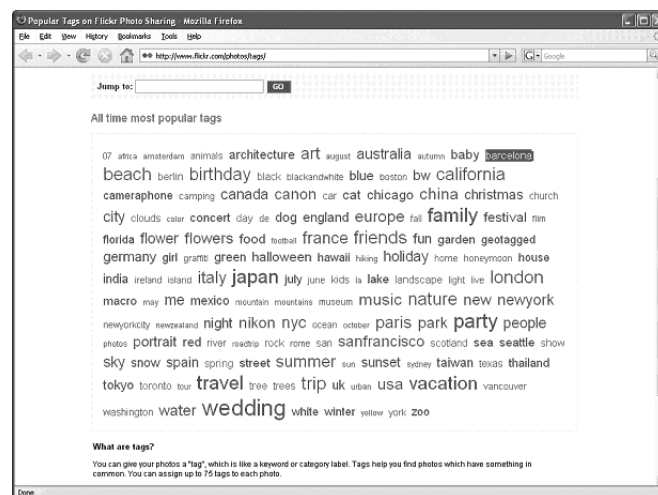 Popular Tags on Flickr Photo Sharing - Mozilla Firefox
File Edit View History Bookmarks Tools Help
http://www.flickr.com/photos/tags/ G Google
Jump to: GO
All time most popular tags
07 africa amsterdam animals architecture art august australia autumn baby barcelona
beach berlin birthday black blackandwhite blue boston bw california
cameraphone camping canada canon car cat chicago china christmas church
city clouds color concert day de dog england europe fall family festival film
florida flower flowers food football france friends fun garden geotagged
germany girl graffiti green halloween hawaii hiking holiday home honeymoon house
india ireland island italy japan july june kids la lake landscape light live london
macro may me mexico mountain mountains museum music nature new newyork
newyorkcity newzealand night nikon nyc ocean october paris park party people
photos portrait red river roadtrip rock rome san sanfrancisco scotland sea seattle show
sky snow spain spring street summer sun sunset sydney taiwan texas thailand
tokyo toronto tour travel tree trees trip uk urban usa vacation vancouver
washington water wedding white winter yellow york zoo
What are tags?
You can give your photos a "tag", which is like a keyword or category label. Tags help you find photos which have something in
common. You can assign up to 75 tags to each photo.
Done